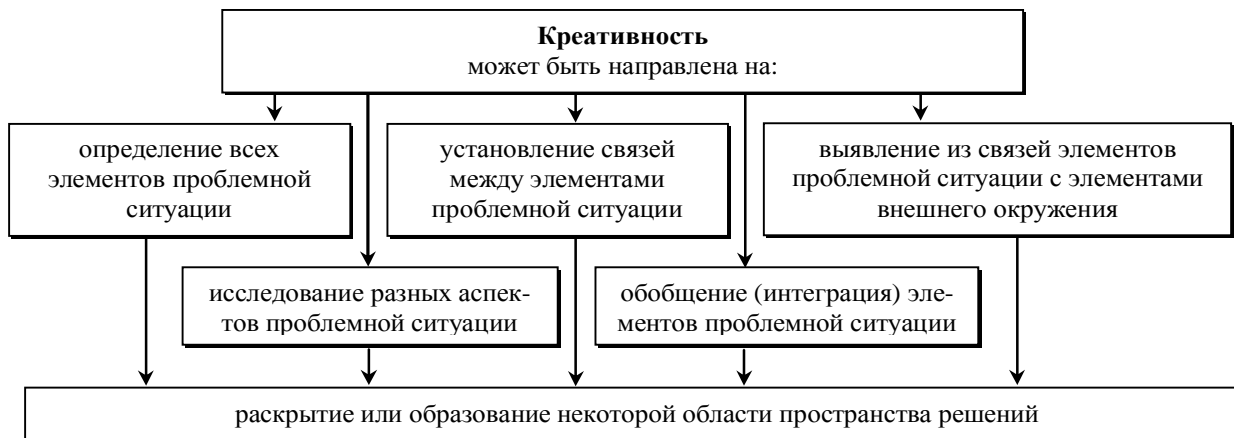 Креативность
может быть направлена на:
определение всех
элементов проблемной
ситуации
установление связей
между элементами
проблемной ситуации
выявление из связей элементов
проблемной ситуации с элементами
внешнего окружения
исследование разных аспек-
тов проблемной ситуации
обобщение (интеграция) эле-
ментов проблемной ситуации
раскрытие или образование некоторой области пространства решений